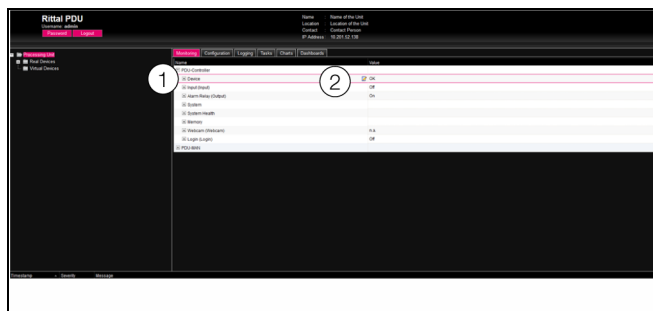 Rittal PDU
Username: admin
Password Logout
Name Name of the Unit
Location Location of the Unit
Contact Contact Person
IP Address 10.201.52.138
Processing Unit
Real Devices
Virtual Devices
Monitoring Configuration Logging Tasks Charts Dashboards
Name Value
PDU-Controller
1
2
Device OK
Input (Input) Off
Alarm Relay (Output) On
System
System Health
Memory
Webcam (Webcam) n.a.
Login (Login) Off
Timestamp Severity Message